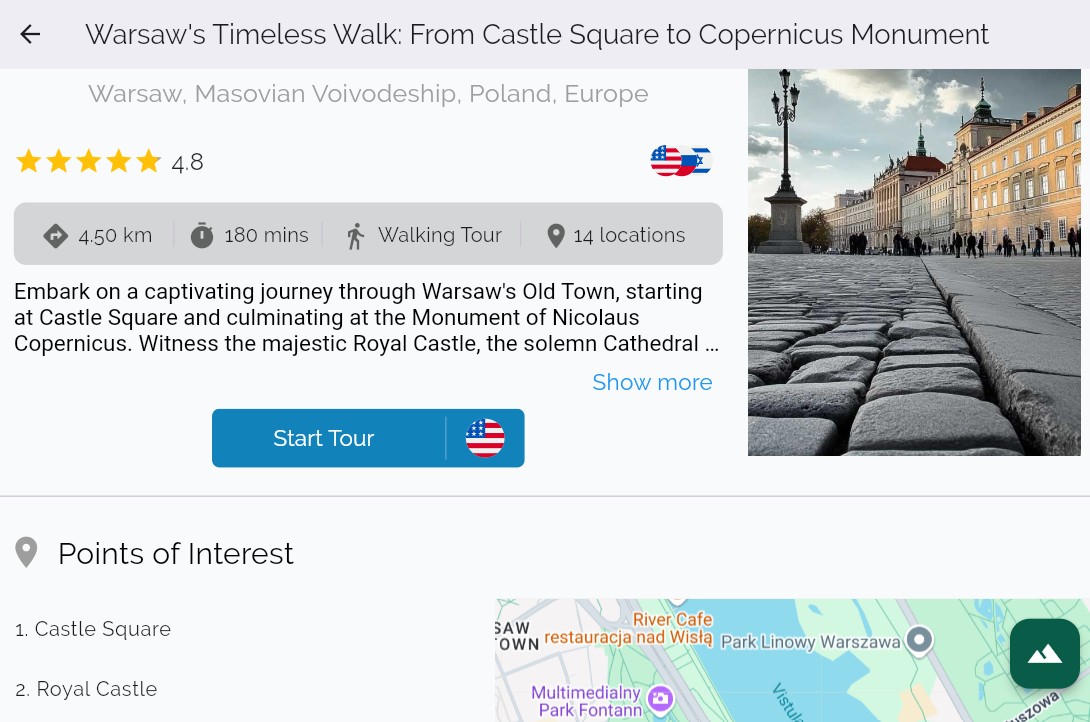 Warsaw's Timeless Walk: From Castle Square to Copernicus Monument
Warsaw, Masovian Voivodeship, Poland, Europe
4.8
4.50 km
180 mins
Walking Tour
14 locations
Embark on a captivating journey through Warsaw's Old Town, starting
at Castle Square and culminating at the Monument of Nicolaus
Copernicus. Witness the majestic Royal Castle, the solemn Cathedral ...
Show more
Start Tour
Points of Interest
1. Castle Square
2. Royal Castle
SAW
TOWN
River Cafe
restauracja nad Wisłą
Park Linowy Warszawa
Multimedialny
Park Fontann
Vistula